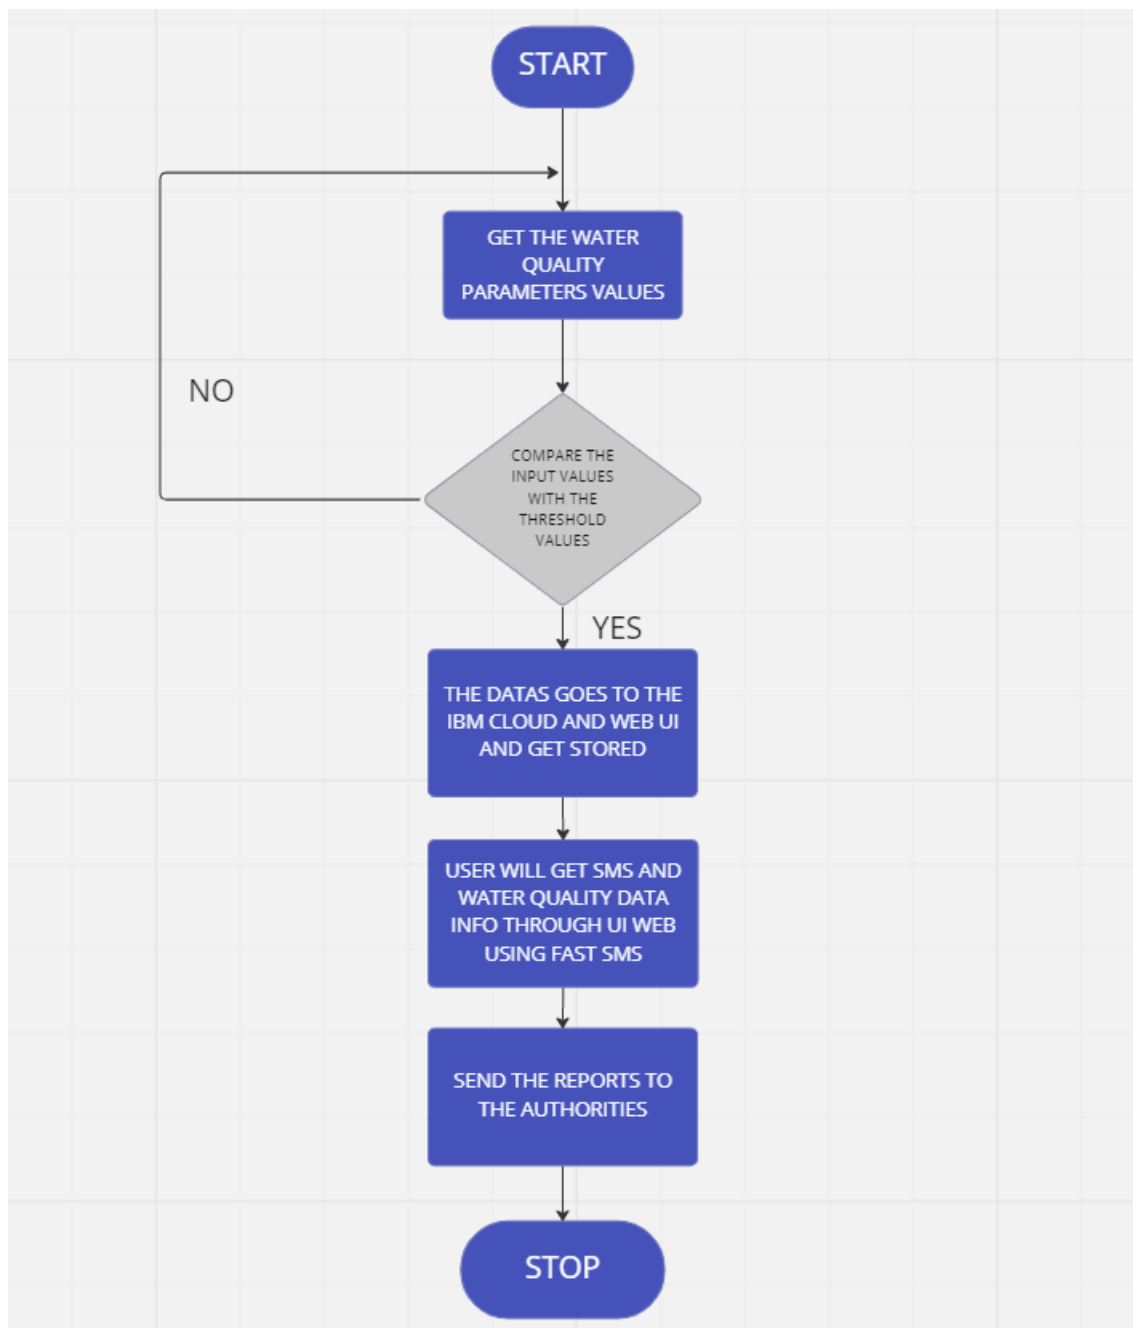 START
GET THE WATER
QUALITY
PARAMETERS VALUES
NO
COMPARE THE
INPUT VALUES
WITH THE
THRESHOLD
VALUES
YES
THE DATAS GOES TO THE
IBM CLOUD AND WEB UI
AND GET STORED
USER WILL GET SMS AND
WATER QUALITY DATA
INFO THROUGH UI WEB
USING FAST SMS
SEND THE REPORTS TO
THE AUTHORITIES
STOP